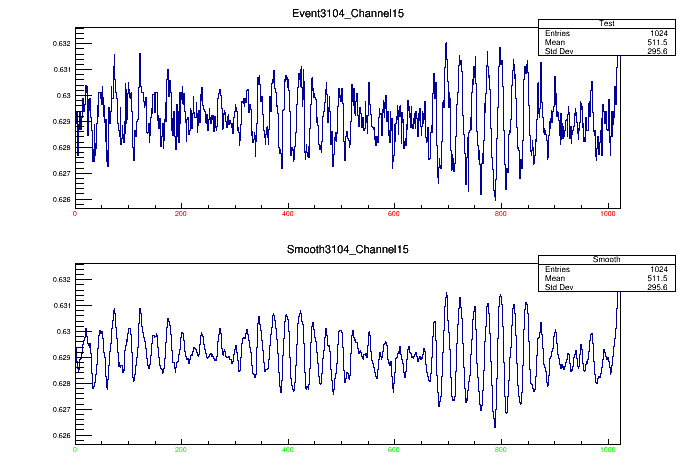 Event3104_Channel15
Test
Entries 1024
Mean 511.5
Std Dev 295.6
0.632
0.631
0.63
0.629
0.628
0.627
0.626
0 200 400 600 800 1000
Smooth3104_Channel15
Smooth
Entries 1024
Mean 511.5
Std Dev 295.6
0.632
0.631
0.63
0.629
0.628
0.627
0.626
0 200 400 600 800 1000